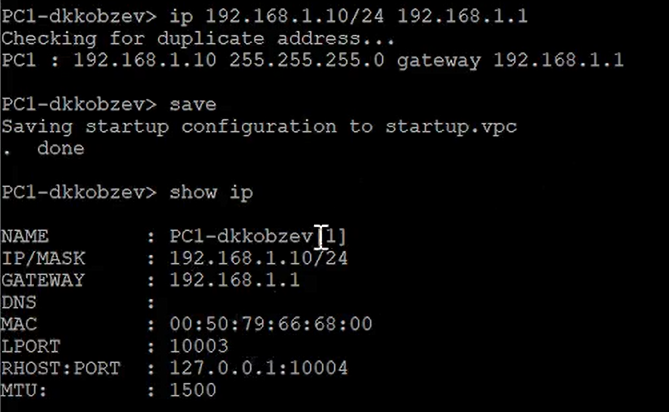 PC1-dkkobzev> ip 192.168.1.10/24 192.168.1.1
Checking for duplicate address...
PC1 : 192.168.1.10 255.255.255.0 gateway 192.168.1.1
PC1-dkkobzev> save
Saving startup configuration to startup.vpc
.  done
PC1-dkkobzev> show ip
NAME        : PC1-dkkobzev[1]
IP/MASK     : 192.168.1.10/24
GATEWAY     : 192.168.1.1
DNS         :
MAC         : 00:50:79:66:68:00
LPORT       : 10003
RHOST:PORT  : 127.0.0.1:10004
MTU:        : 1500